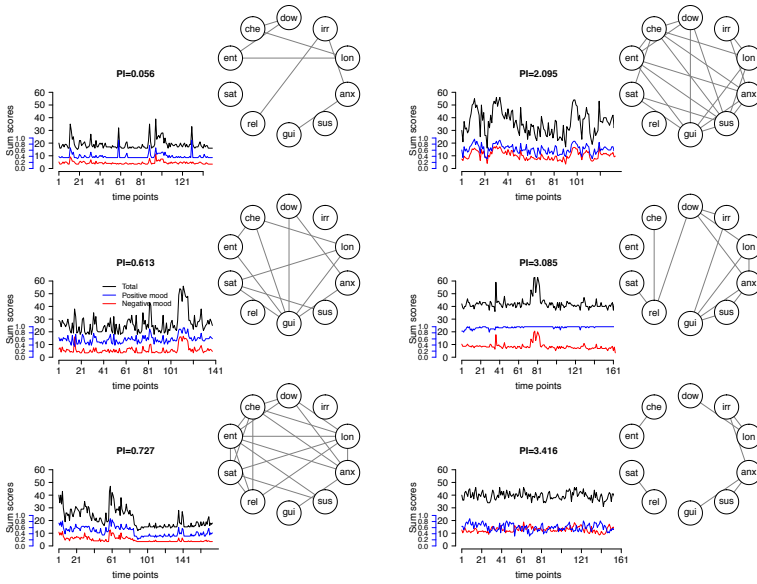 dow
che
irr
ent
lon
sat
anx
rel
sus
gui
PI=0.056
Sum scores
60
50
40
30
20
10
0
1.0
0.8
0.6
0.4
0.2
0.0
1 21 41 61 81 121
time points
dow
che
irr
ent
lon
sat
anx
rel
sus
gui
PI=2.095
Sum scores
60
50
40
30
20
10
0
1.0
0.8
0.6
0.4
0.2
0.0
1 21 31 51 71 101
time points
dow
che
irr
ent
lon
sat
anx
rel
sus
gui
PI=0.613
Total
Positive mood
Negative mood
Sum scores
60
50
40
30
20
10
0
1.0
0.8
0.6
0.4
0.2
0.0
1 21 41 61 81 101 141
time points
dow
che
irr
ent
lon
sat
anx
rel
sus
gui
PI=3.085
Sum scores
60
50
40
30
20
10
0
1.0
0.8
0.6
0.4
0.2
0.0
1 21 41 61 81 121 161
time points
dow
che
irr
ent
lon
sat
anx
rel
sus
gui
PI=0.727
Sum scores
60
50
40
30
20
10
0
1.0
0.8
0.6
0.4
0.2
0.0
1 21 61 101 141
time points
dow
che
irr
ent
lon
sat
anx
rel
sus
gui
PI=3.416
Sum scores
60
50
40
30
20
10
0
1.0
0.8
0.6
0.4
0.2
0.0
1 21 41 61 81 121 161
time points